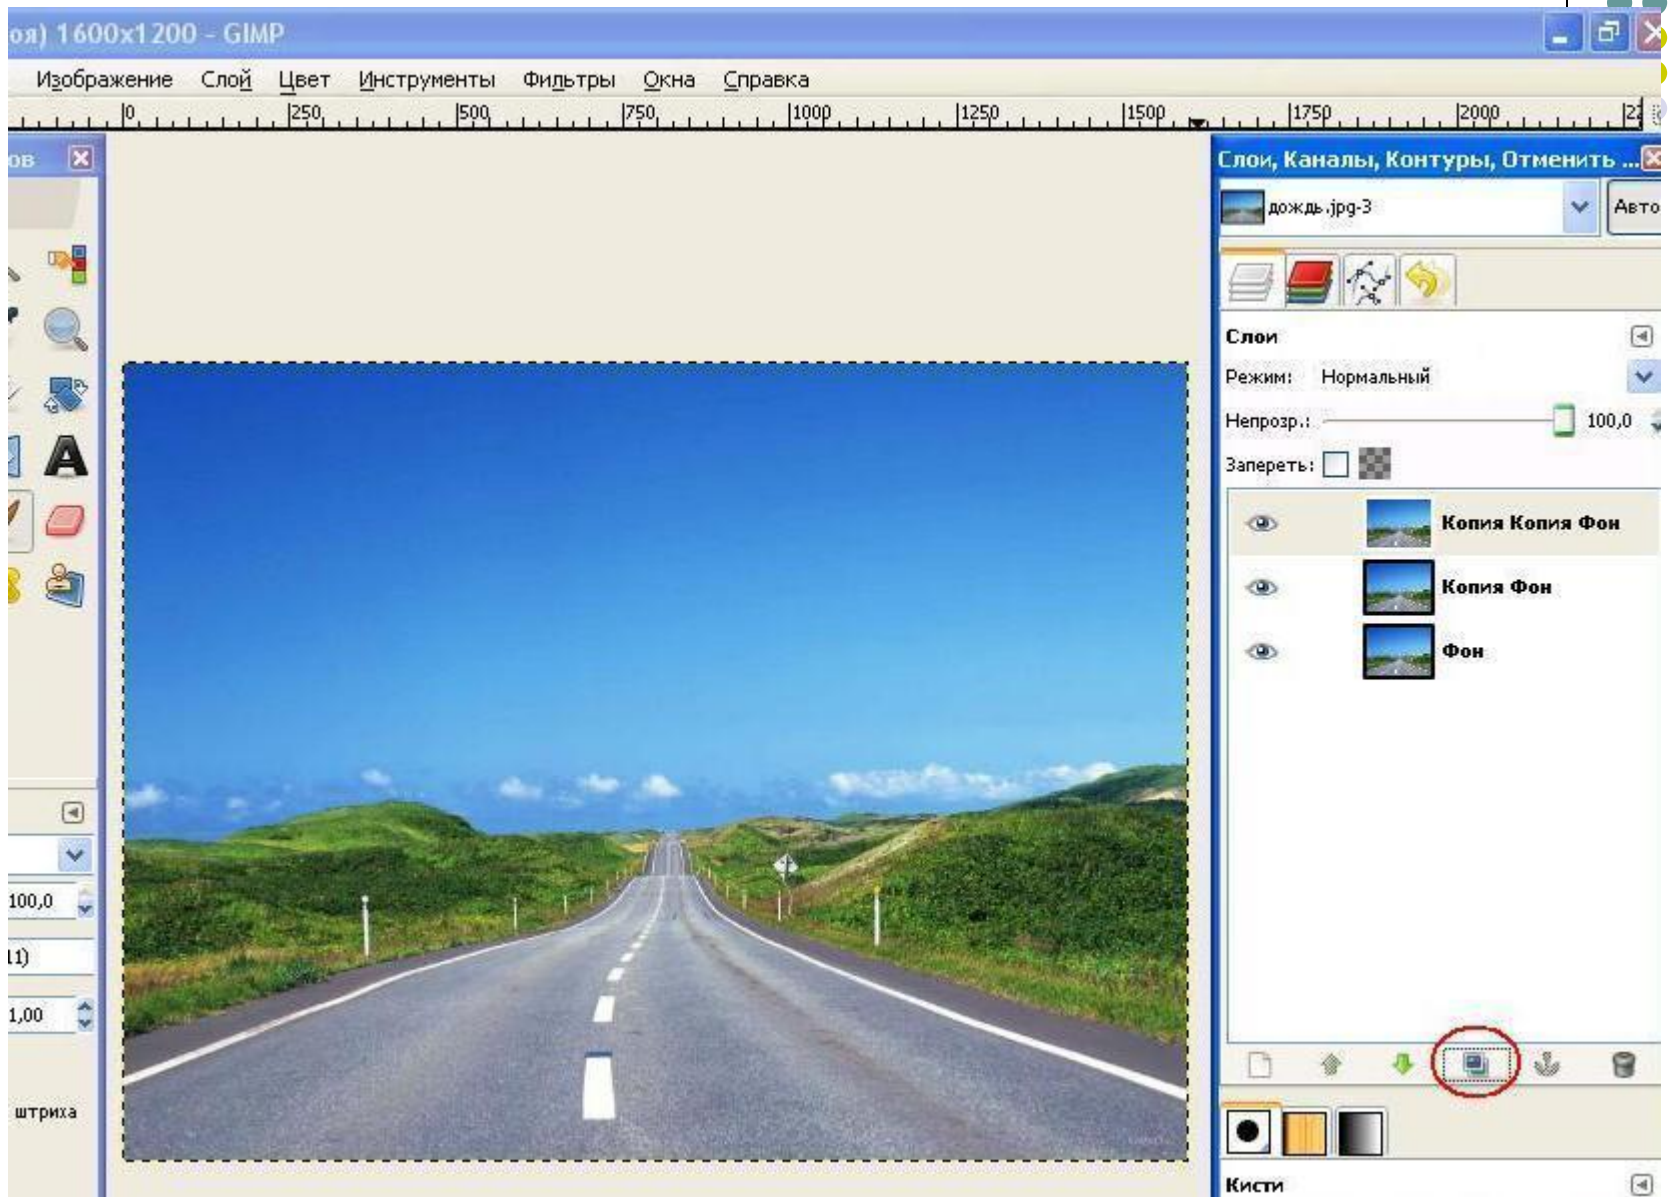 оя) 1600x1200 - GIMP
Изображение Слой Цвет Инструменты Фильтры Окна Справка
0 250 500 750 1000 1250 1500 1750 2000
ов
Слои, Каналы, Контуры, Отменить ...
дождь.jpg-3
Авто
Слои
Режим: Нормальный
Непрозр.: 100,0
Запереть:
Копия Копия Фон
Копия Фон
Фон
100,0
11)
1,00
штриха
Кисти